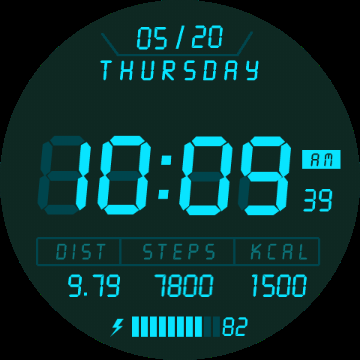 05/20
THURSDAY
10:09 AM
39
DIST STEPS KCAL
9.79 7800 1500
82